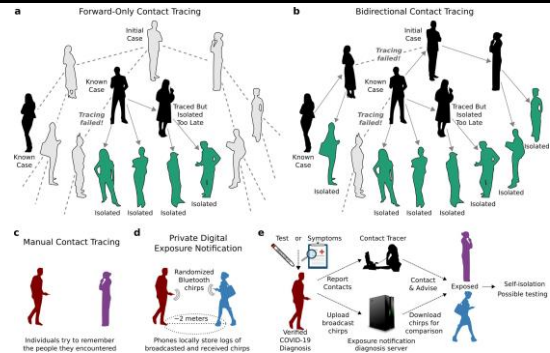 a Forward-Only Contact Tracing
Initial
Case
Known
Case
Tracing
failed!
Traced But
Isolated
Too Late
Known
Case
Isolated
Isolated
Isolated
Isolated
b Bidirectional Contact Tracing
Initial
Case
Tracing
failed!
Known
Case
Tracing
failed!
Traced But
Isolated
Too Late
Known
Case
Isolated
Isolated
Isolated
Isolated
Isolated
Isolated
c
Manual Contact Tracing
Individuals try to remember
the people they encountered
d
Private Digital
Exposure Notification
Randomized
Bluetooth
chirps
~2 meters
Phones locally store logs of
broadcasted and received chirps
e
Test or Symptoms
Verified
COVID-19
Diagnosis
Report
Contacts
Upload
broadcast
chirps
Contact Tracer
Exposure notification
diagnosis server
Contact
& Advise
Download
chirps for
comparison
Exposed
Self-isolation
Possible testing